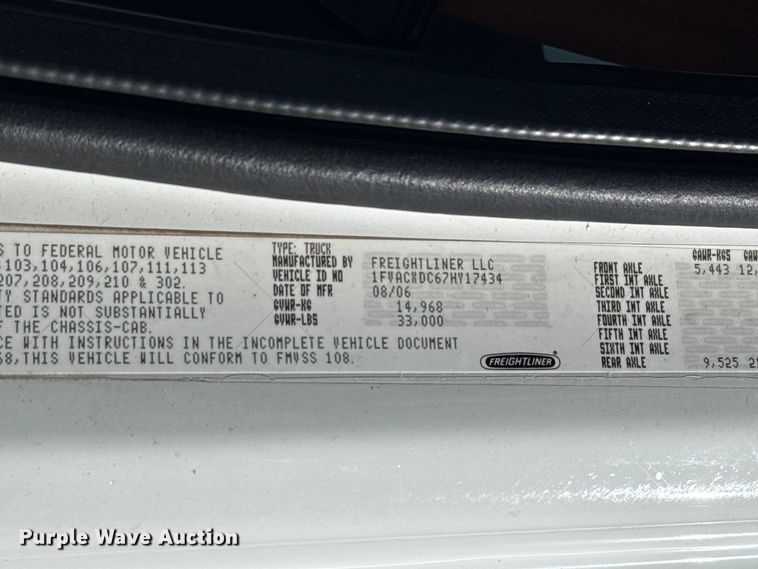 S TO FEDERAL MOTOR VEHICLE
103, 104, 106, 107, 111, 113
207, 208, 209, 210 & 302.
TY STANDARDS APPLICABLE TO
TED IS NOT SUBSTANTIALLY
OF THE CHASSIS-CAB.
CE WITH INSTRUCTIONS IN THE INCOMPLETE VEHICLE DOCUMENT
68, THIS VEHICLE WILL CONFORM TO FMVSS 108.
TYPE: TRUCK
MANUFACTURED BY FREIGHTLINER LLC
VEHICLE ID NO 1FVACXDC67HY17434
DATE OF MFR 08/06
GVWR-KG 14,968
GVWR-LBS 33,000
FREIGHTLINER
GAWR-KGS GAW
FRONT AXLE 5,443 12,
FIRST INT AXLE
SECOND INT AXLE
THIRD INT AXLE
FOURTH INT AXLE
FIFTH INT AXLE
SIXTH INT AXLE
REAR AXLE 9,525 21
Purple Wave Auction